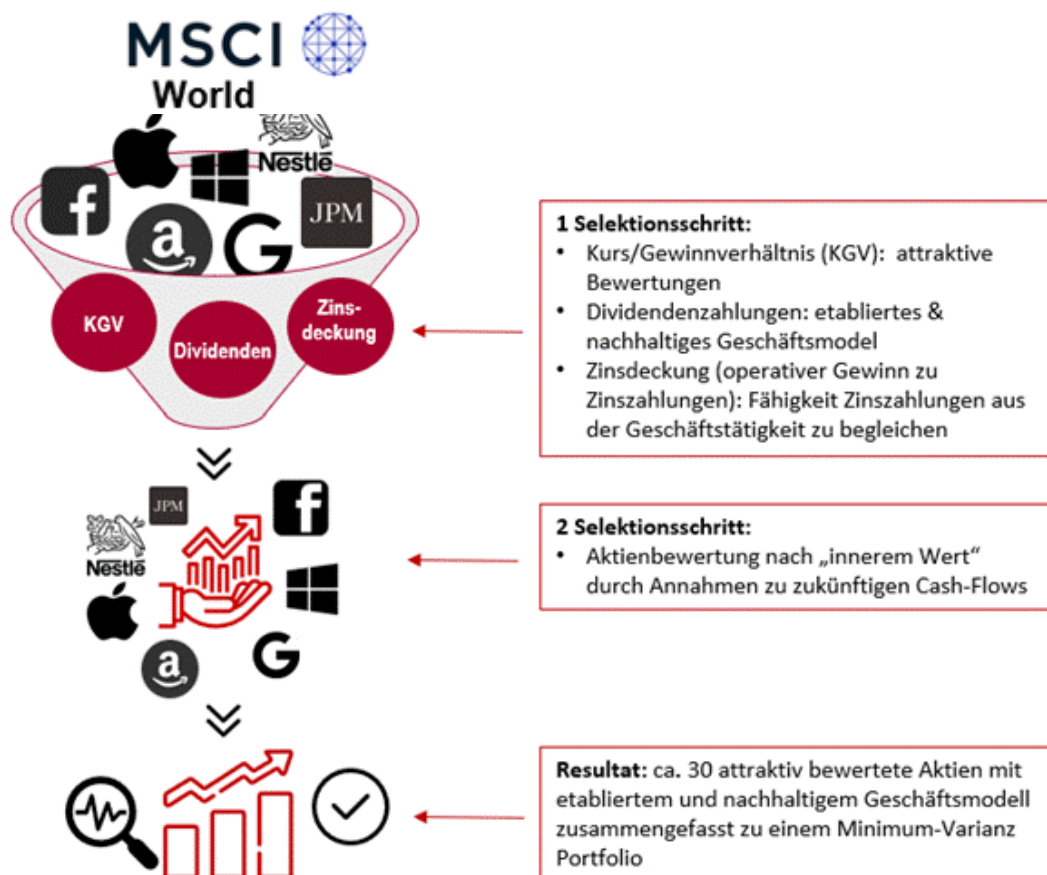 MSCI
World
Nestlé
JPM
KGV
Dividenden
Zins-
deckung
1 Selektionsschritt:
• Kurs/Gewinnverhältnis (KGV): attraktive
Bewertungen
• Dividendenzahlungen: etabliertes &
nachhaltiges Geschäftsmodel
• Zinsdeckung (operativer Gewinn zu
Zinszahlungen): Fähigkeit Zinszahlungen aus
der Geschäftstätigkeit zu begleichen
JPM
Nestlé
2 Selektionsschritt:
• Aktienbewertung nach „innerem Wert“
durch Annahmen zu zukünftigen Cash-Flows
Resultat: ca. 30 attraktiv bewertete Aktien mit
etabliertem und nachhaltigem Geschäftsmodell
zusammengefasst zu einem Minimum-Varianz
Portfolio